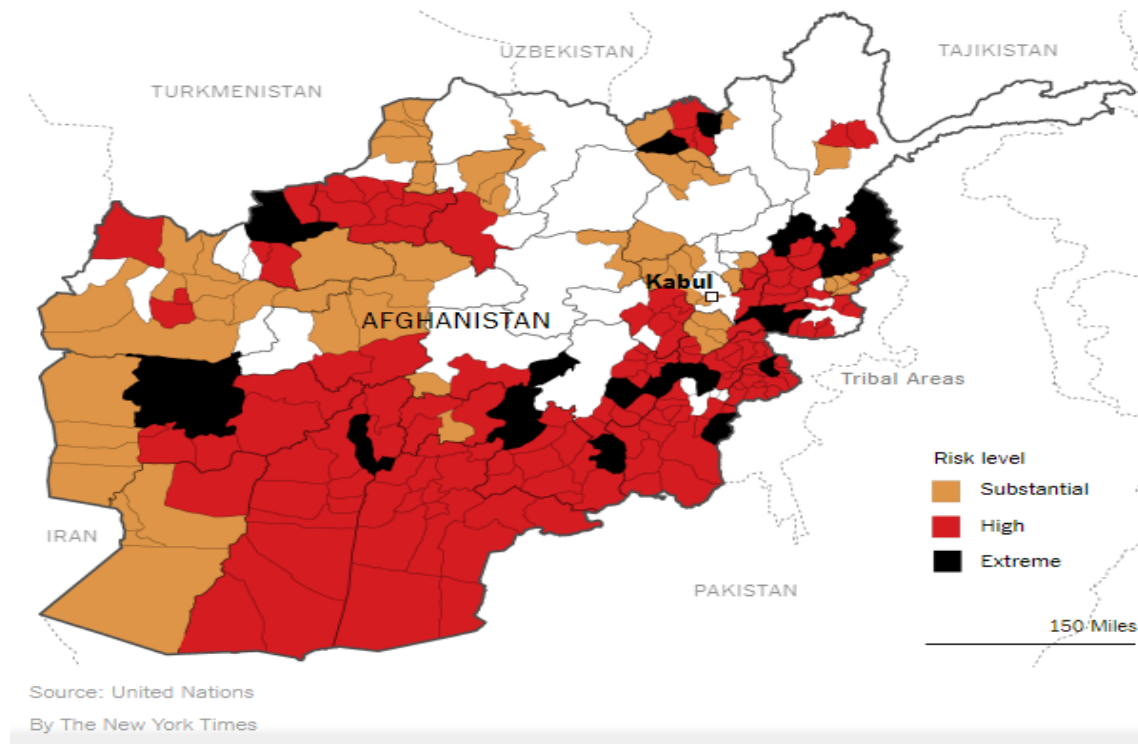 UZBEKISTAN
TAJIKISTAN
TURKMENISTAN
Kabul
AFGHANISTAN
Tribal Areas
Risk level
Substantial
High
Extreme
IRAN
PAKISTAN
150 Miles
Source: United Nations
By The New York Times